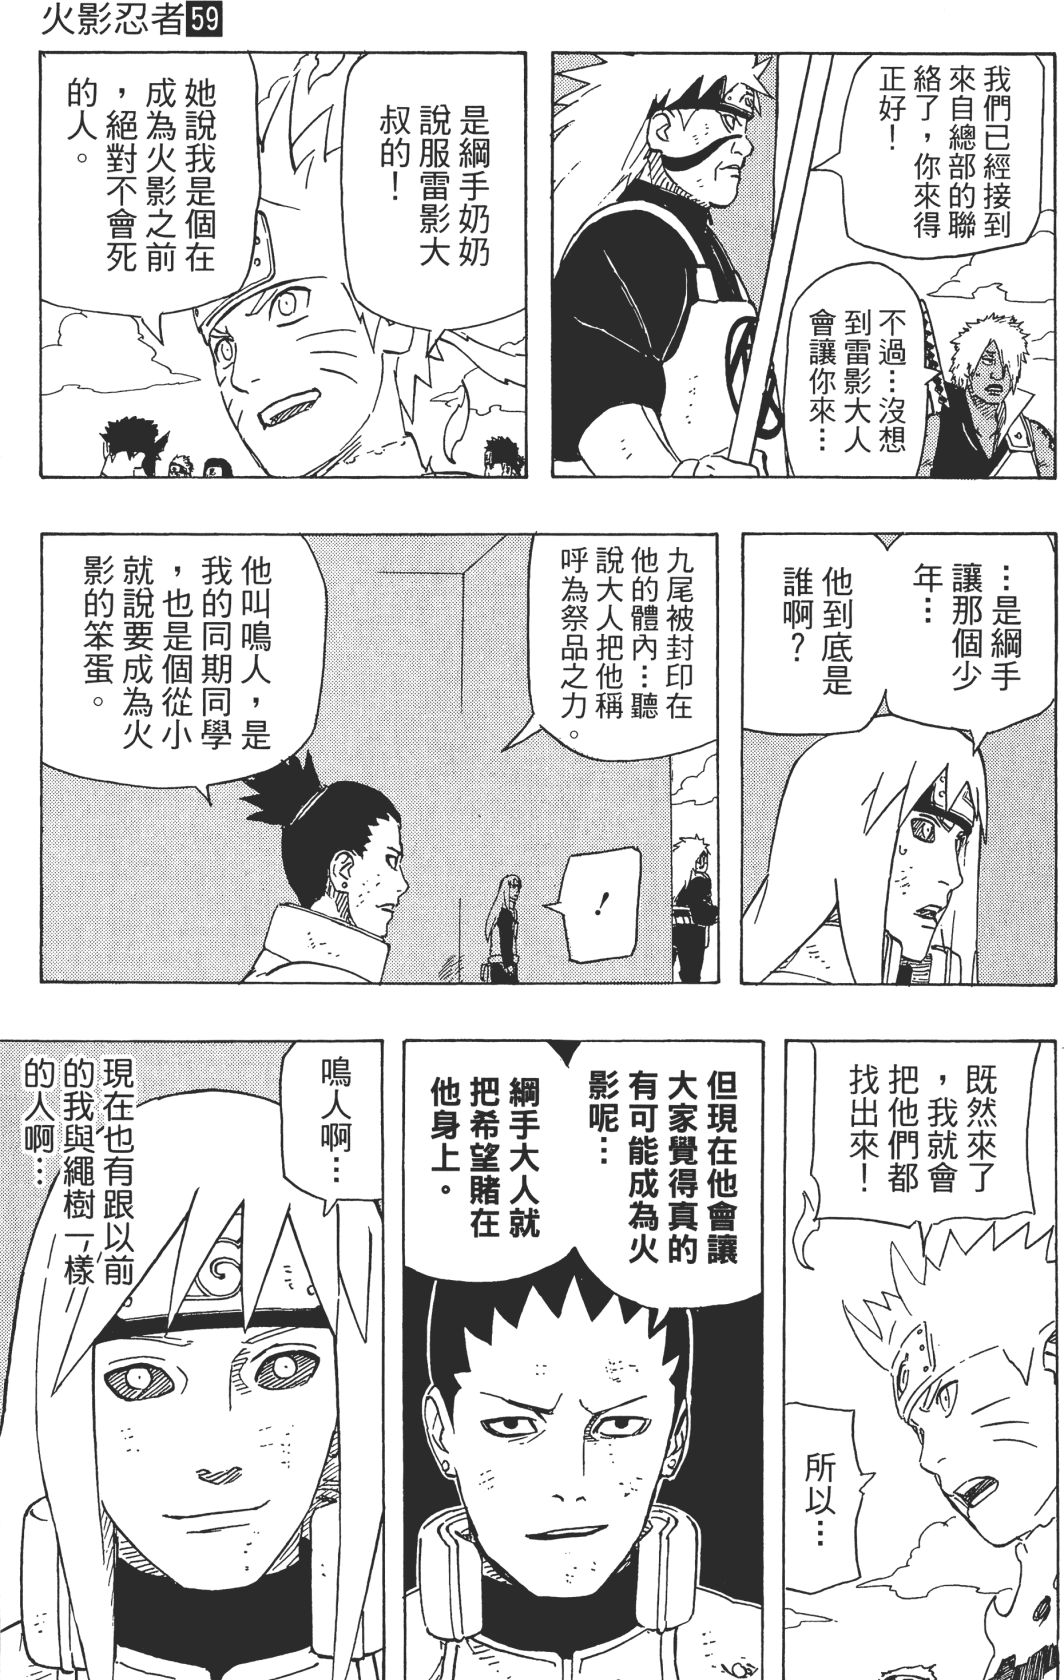 火影忍者59
我們已經接到
來自總部的聯
絡了，你來得
正好！
不過…沒想
到雷影大人
會讓你來…
是綱手奶奶
說服雷影大
叔的！
她說我是個在
成為火影之前
，絕對不會死
的人。
…是綱手
讓那個少
年…
他到底是
誰啊？
九尾被封印在
他的體內…聽
說大人把他稱
呼為祭品之力。
！
他叫鳴人，是
我的同期同學
，也是個從小
就說要成為火
影的笨蛋。
既然來了
，我就會
把他們都
找出來！
所以…
但現在他會讓
大家覺得真的
有可能成為火
影呢…
綱手大人就
把希望賭在
他身上。
鳴人啊…
現在也有跟以前
的我與繩樹一樣
的人啊…